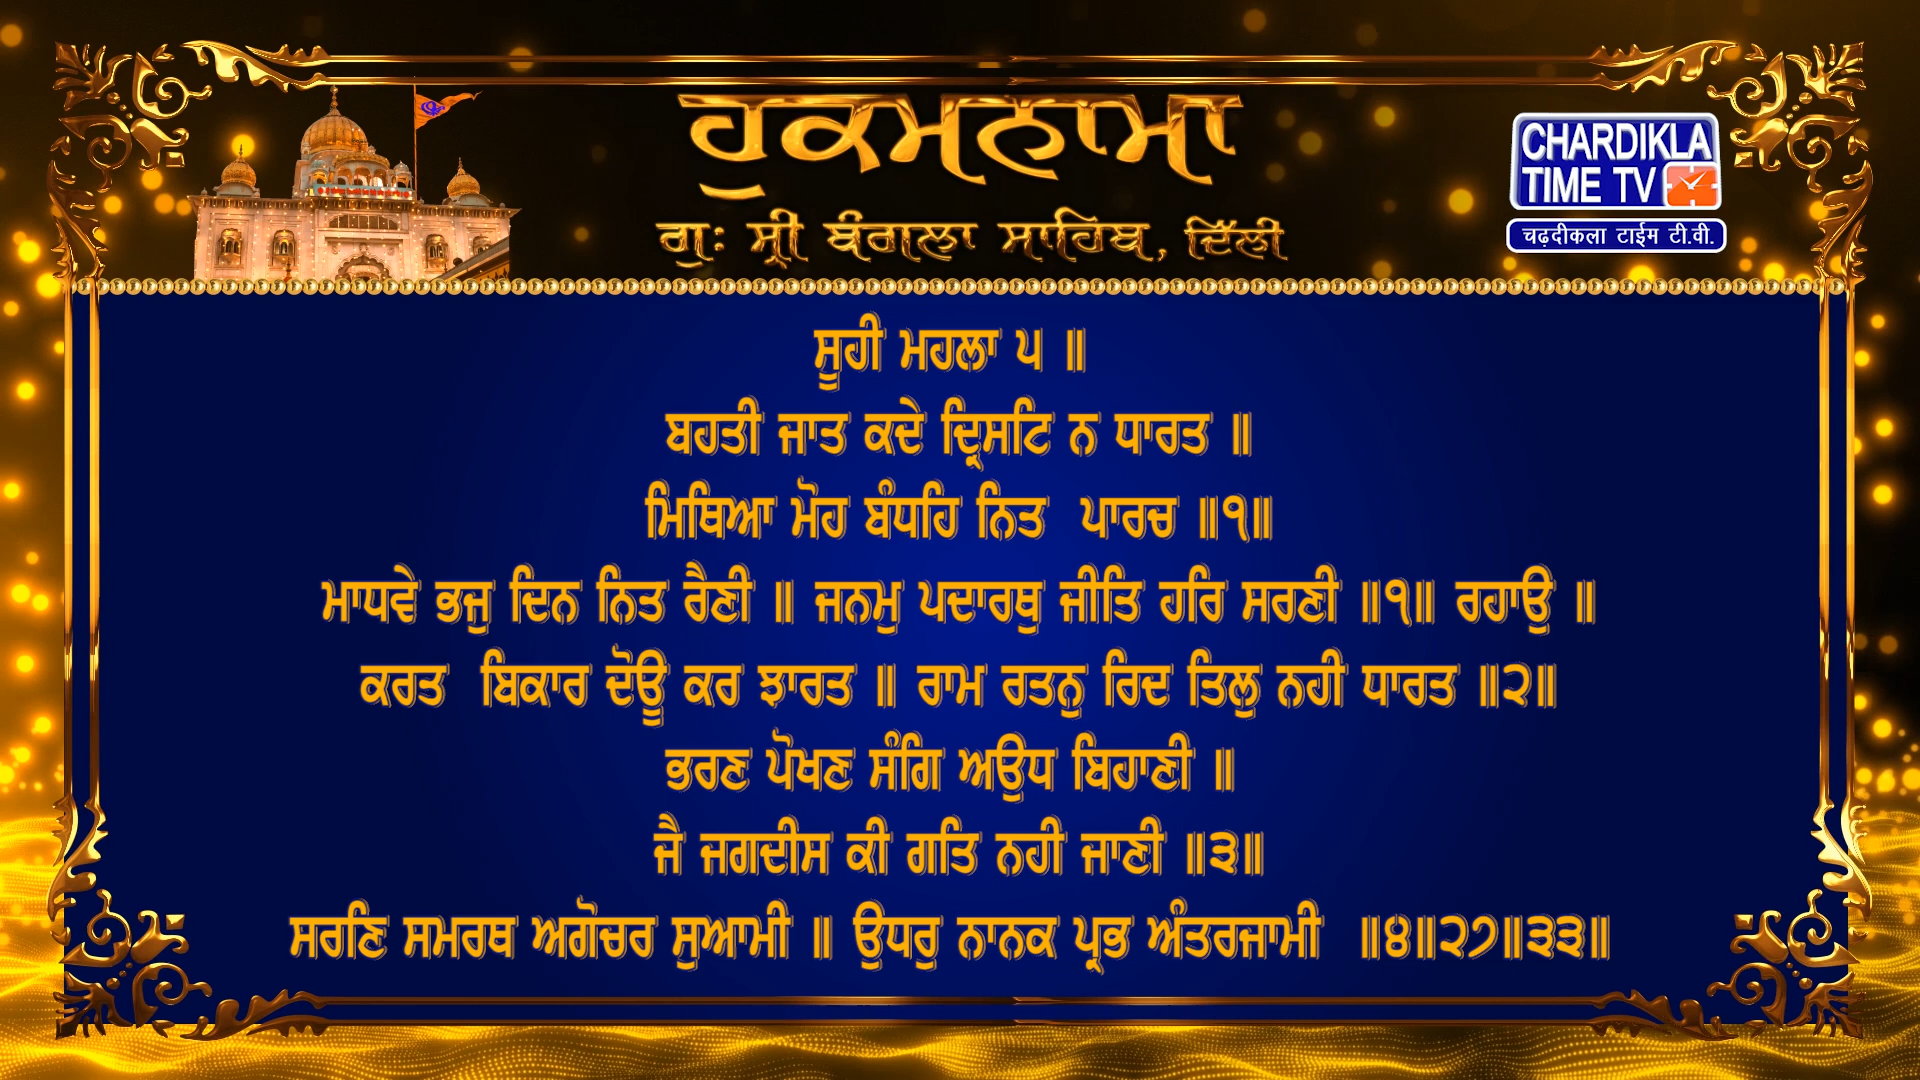 ਹੁਕਮਨਾਮਾ
ਗੁਃ ਸ੍ਰੀ ਬੰਗਲਾ ਸਾਹਿਬ, ਦਿੱਲੀ
CHARDIKLA
TIME TV
चढ़दीकला टाईम टी.वी.
ਸੂਹੀ ਮਹਲਾ ੫ ॥
ਬਹਤੀ ਜਾਤ ਕਦੇ ਦ੍ਰਿਸਟਿ ਨ ਧਾਰਤ ॥
ਮਿਥਿਆ ਮੋਹ ਬੰਧਹਿ ਨਿਤ ਪਾਰਚ ॥੧॥
ਮਾਧਵੇ ਭਜੁ ਦਿਨ ਨਿਤ ਰੈਣੀ ॥ ਜਨਮੁ ਪਦਾਰਥੁ ਜੀਤਿ ਹਰਿ ਸਰਣੀ ॥੧॥ ਰਹਾਉ ॥
ਕਰਤ ਬਿਕਾਰ ਦੋਊ ਕਰ ਝਾਰਤ ॥ ਰਾਮ ਰਤਨੁ ਰਿਦ ਤਿਲੁ ਨਹੀ ਧਾਰਤ ॥੨॥
ਭਰਣ ਪੋਖਣ ਸੰਗਿ ਅਉਧ ਬਿਹਾਣੀ ॥
ਜੈ ਜਗਦੀਸ ਕੀ ਗਤਿ ਨਹੀ ਜਾਣੀ ॥੩॥
ਸਰਣਿ ਸਮਰਥ ਅਗੋਚਰ ਸੁਆਮੀ ॥ ਉਧਰੁ ਨਾਨਕ ਪ੍ਰਭ ਅੰਤਰਜਾਮੀ ॥੪॥੨੭॥੩੩॥